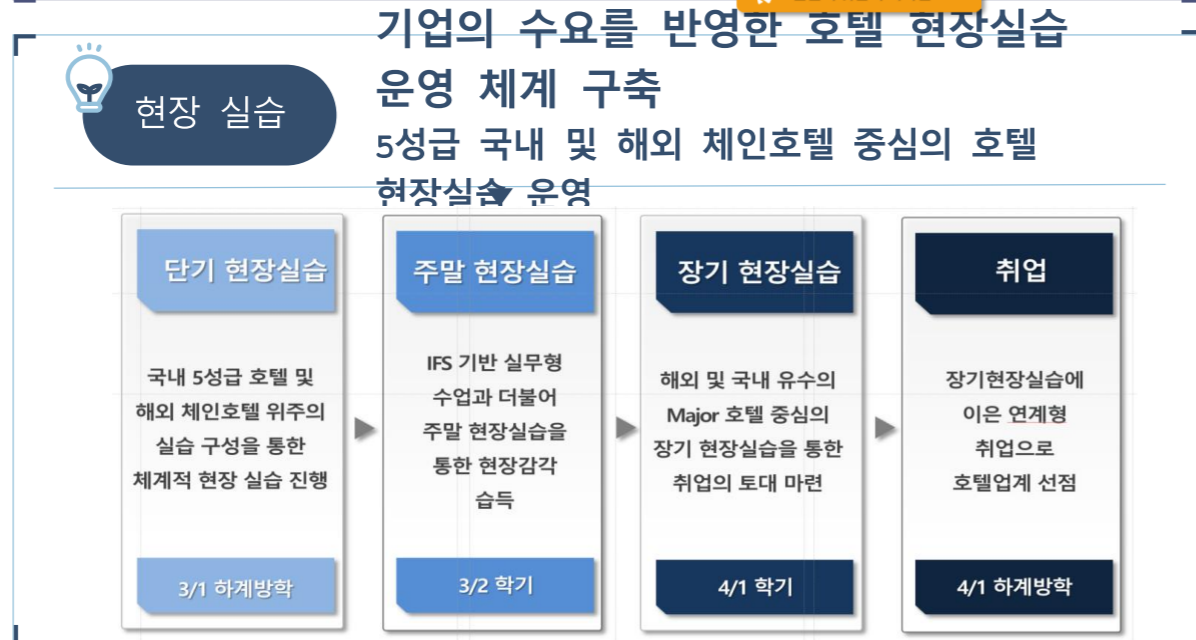 현장 실습
기업의 수요를 반영한 호텔 현장실습
운영 체계 구축
5성급 국내 및 해외 체인호텔 중심의 호텔
현장실습 운영
단기 현장실습
국내 5성급 호텔 및
해외 체인호텔 위주의
실습 구성을 통한
체계적 현장 실습 진행
3/1 하계방학
주말 현장실습
IFS 기반 실무형
수업과 더불어
주말 현장실습을
통한 현장감각
습득
3/2 학기
장기 현장실습
해외 및 국내 유수의
Major 호텔 중심의
장기 현장실습을 통한
취업의 토대 마련
4/1 학기
취업
장기현장실습에
이은 연계형
취업으로
호텔업계 선점
4/1 하계방학